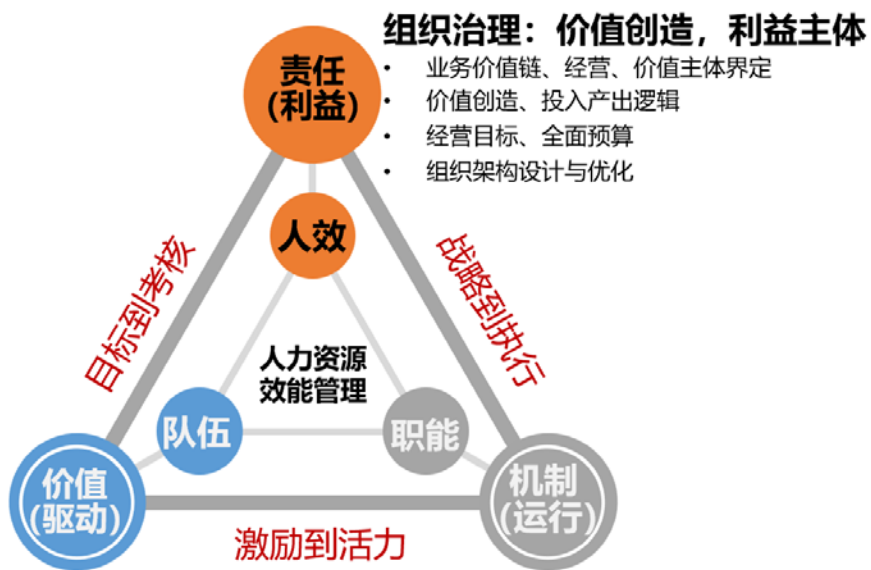 组织治理：价值创造，利益主体
• 业务价值链、经营、价值主体界定
• 价值创造、投入产出逻辑
• 经营目标、全面预算
• 组织架构设计与优化
责任
(利益)
人效
目标到考核
战略到执行
人力资源
效能管理
队伍
职能
价值
(驱动)
机制
(运行)
激励到活力